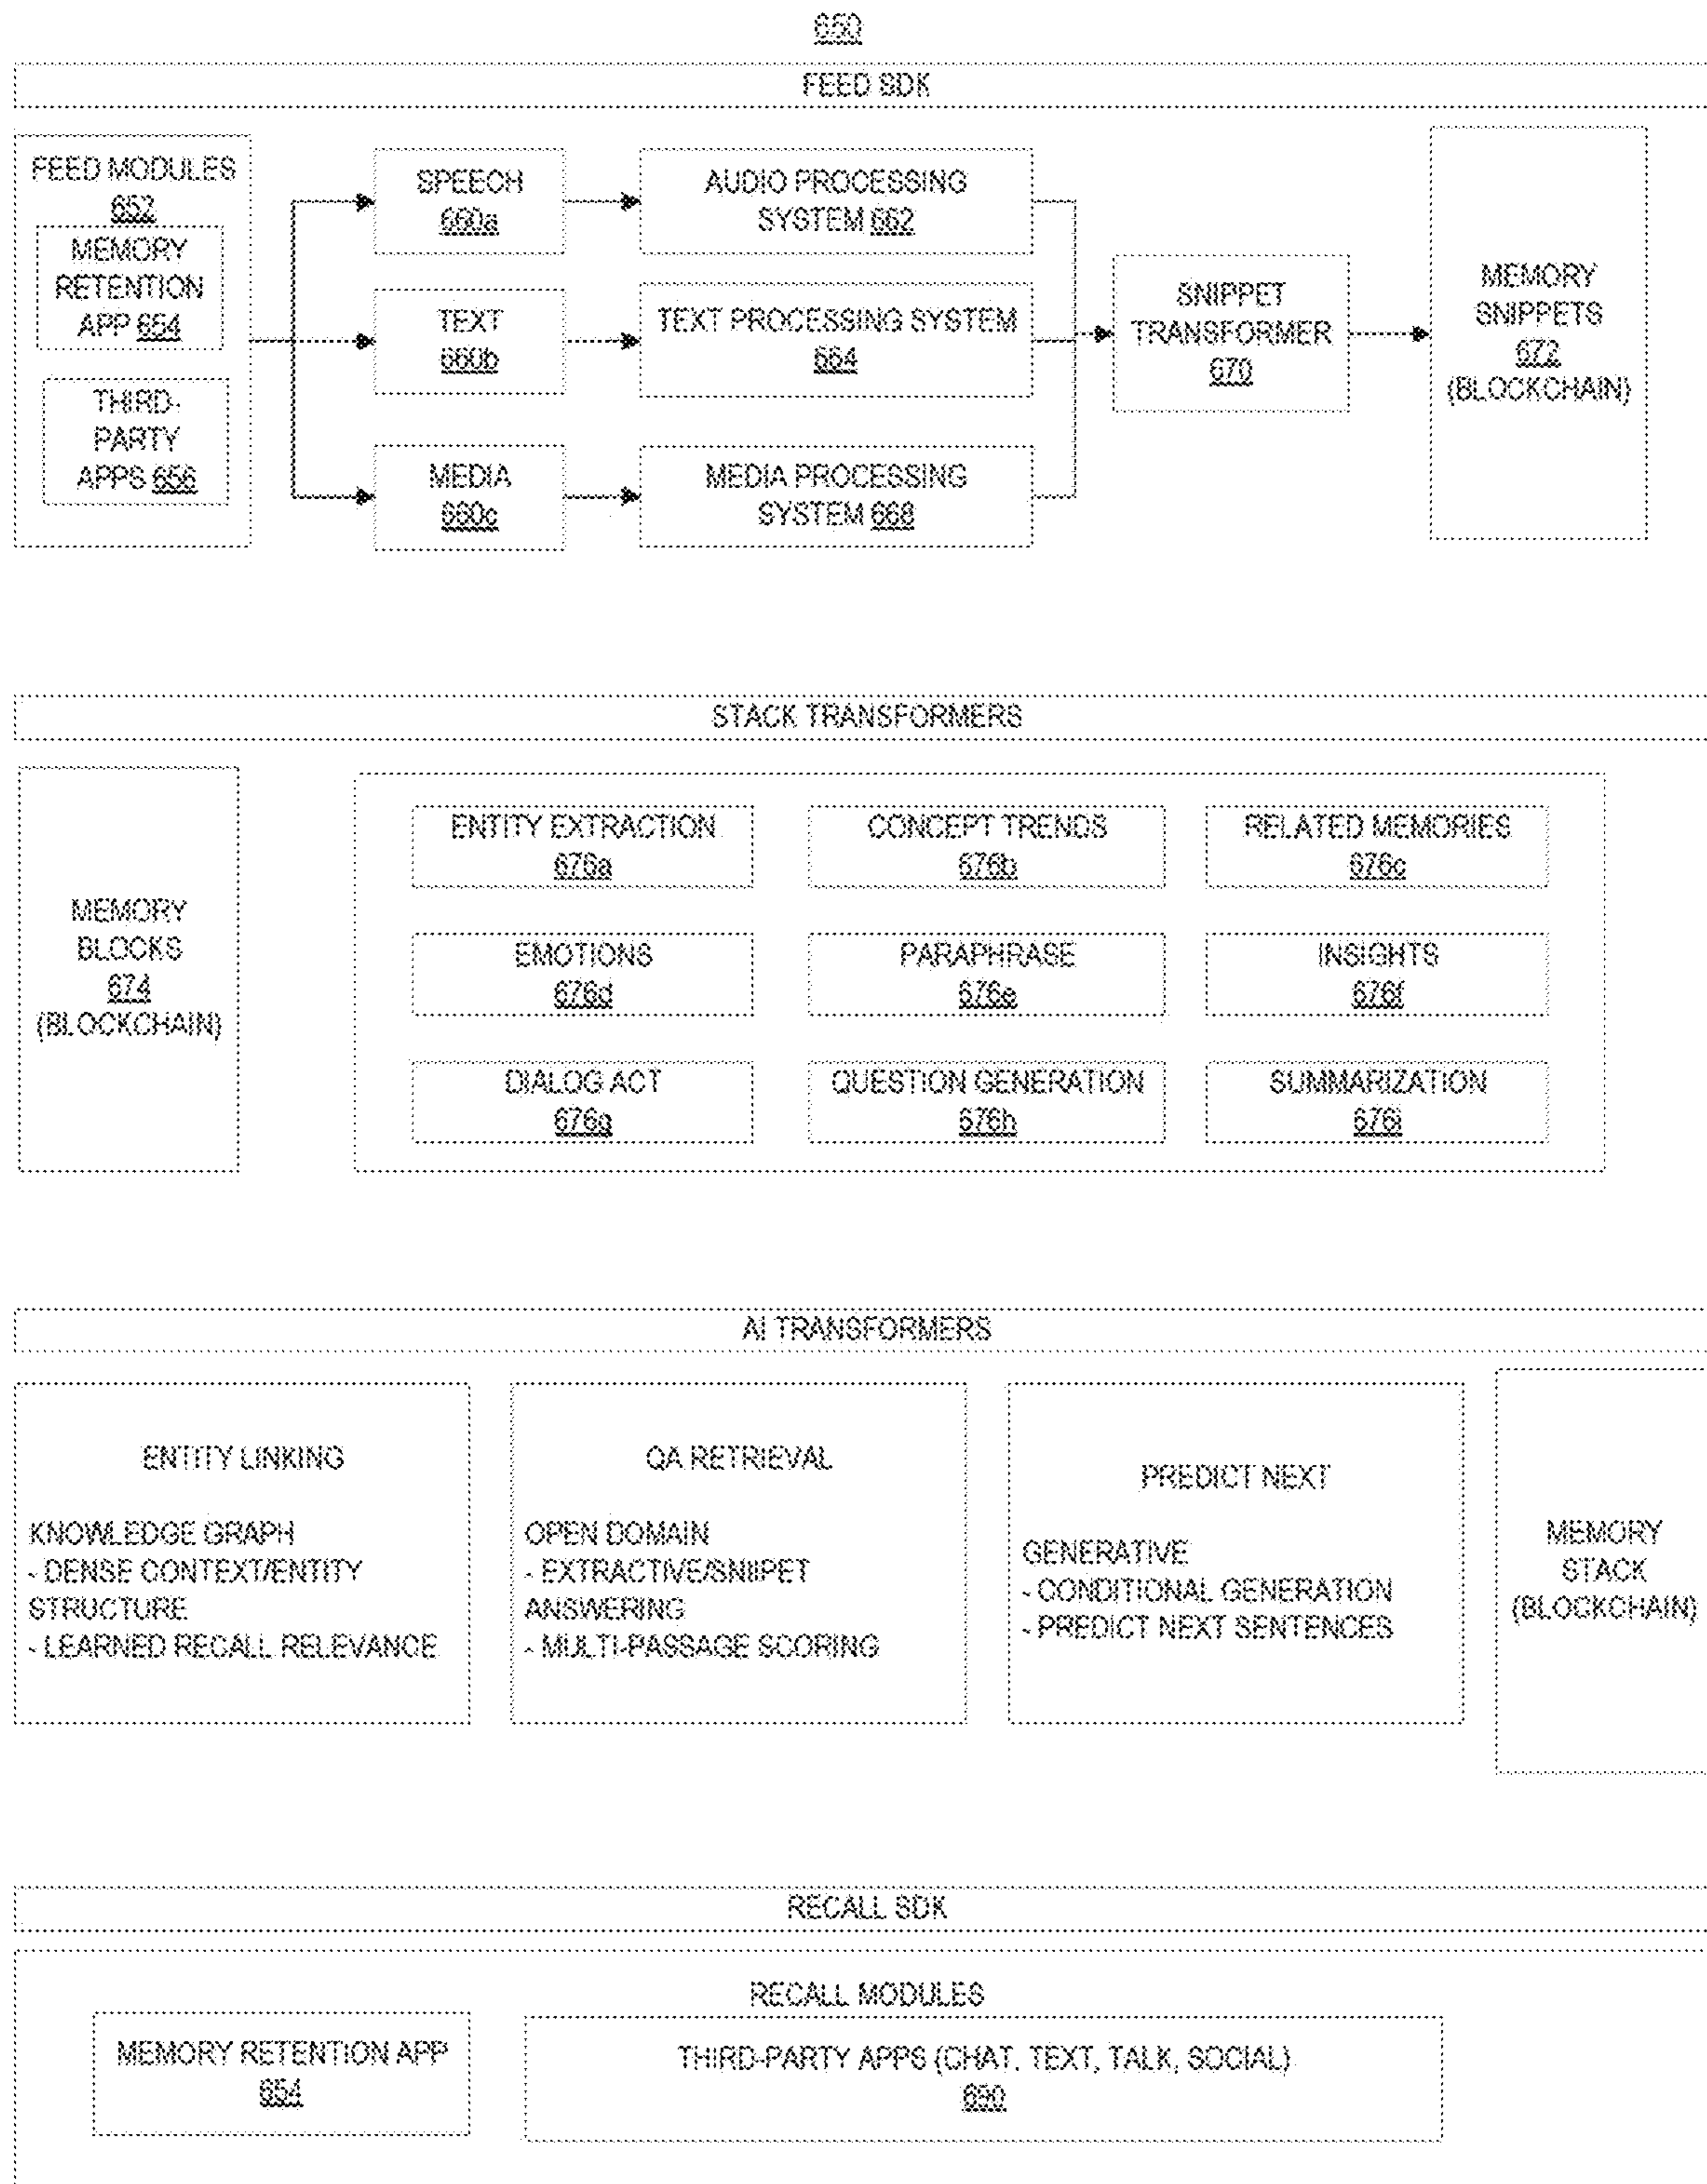 650
FEED SDK
FEED MODULES
652
MEMORY
RETENTION
APP 654
THIRD-
PARTY
APPS 656
SPEECH
660a
TEXT
660b
MEDIA
660c
AUDIO PROCESSING
SYSTEM 662
TEXT PROCESSING SYSTEM
664
MEDIA PROCESSING
SYSTEM 668
SNIPPET
TRANSFORMER
670
MEMORY
SNIPPETS
672
(BLOCKCHAIN)
STACK TRANSFORMERS
MEMORY
BLOCKS
674
(BLOCKCHAIN)
ENTITY EXTRACTION
676a
CONCEPT TRENDS
676b
RELATED MEMORIES
676c
EMOTIONS
676d
PARAPHRASE
676e
INSIGHTS
676f
DIALOG ACT
676g
QUESTION GENERATION
676h
SUMMARIZATION
676i
AI TRANSFORMERS
ENTITY LINKING
KNOWLEDGE GRAPH
- DENSE CONTEXT/ENTITY
STRUCTURE
- LEARNED RECALL RELEVANCE
QA RETRIEVAL
OPEN DOMAIN
- EXTRACTIVE/SNIIPET
ANSWERING
- MULTI-PASSAGE SCORING
PREDICT NEXT
GENERATIVE
- CONDITIONAL GENERATION
- PREDICT NEXT SENTENCES
MEMORY
STACK
(BLOCKCHAIN)
RECALL SDK
RECALL MODULES
MEMORY RETENTION APP
654
THIRD-PARTY APPS (CHAT, TEXT, TALK, SOCIAL)
690